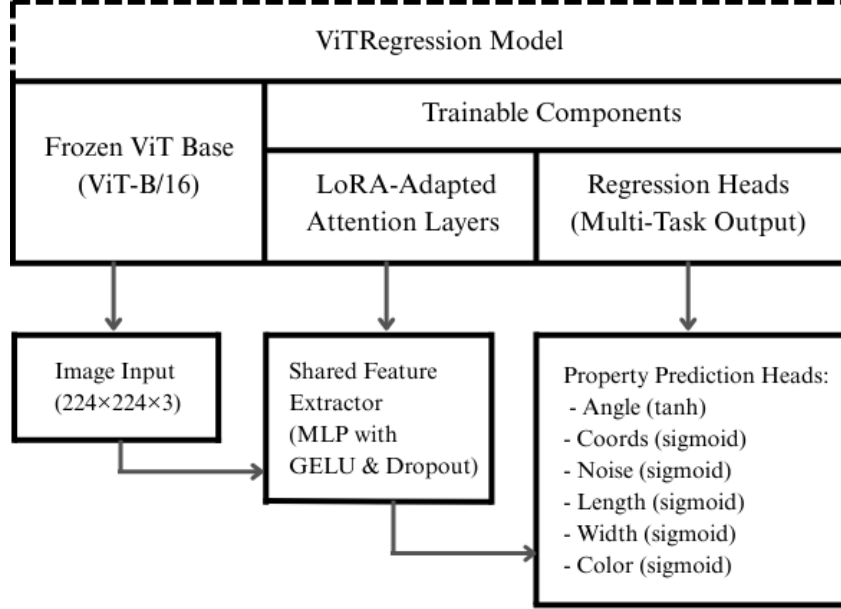 ViTRegression Model
Frozen ViT Base
(ViT-B/16)
Trainable Components
LoRA-Adapted
Attention Layers
Regression Heads
(Multi-Task Output)
Image Input
(224×224×3)
Shared Feature
Extractor
(MLP with
GELU & Dropout)
Property Prediction Heads:
- Angle (tanh)
- Coords (sigmoid)
- Noise (sigmoid)
- Length (sigmoid)
- Width (sigmoid)
- Color (sigmoid)